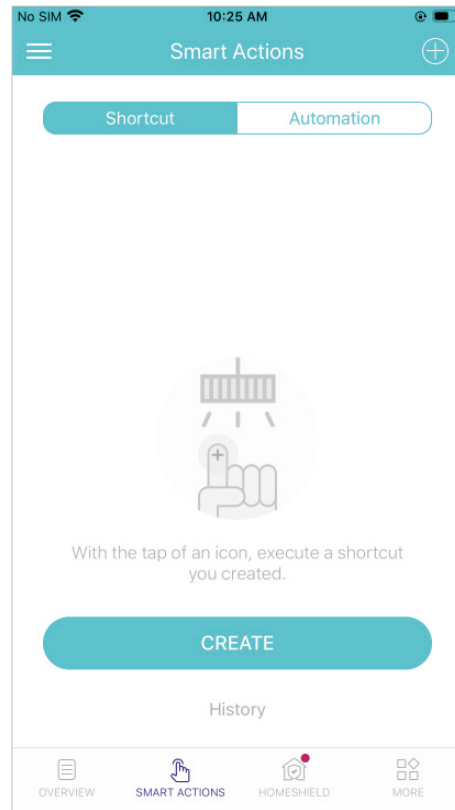 No SIM 10:25 AM
Smart Actions
Shortcut Automation
With the tap of an icon, execute a shortcut
you created.
CREATE
History
OVERVIEW SMART ACTIONS HOMESHIELD MORE